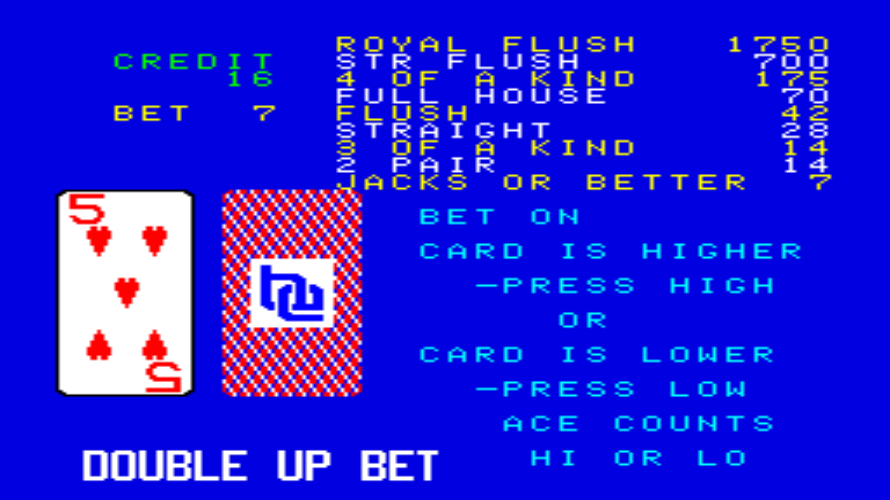 CREDIT
16
BET 7
ROYAL FLUSH 1750
STR FLUSH 700
4 OF A KIND 175
FULL HOUSE 70
FLUSH 42
STRAIGHT 28
3 OF A KIND 14
2 PAIR 14
JACKS OR BETTER 7
5
5
BET ON
CARD IS HIGHER
-PRESS HIGH
OR
CARD IS LOWER
-PRESS LOW
ACE COUNTS
HI OR LO
DOUBLE UP BET